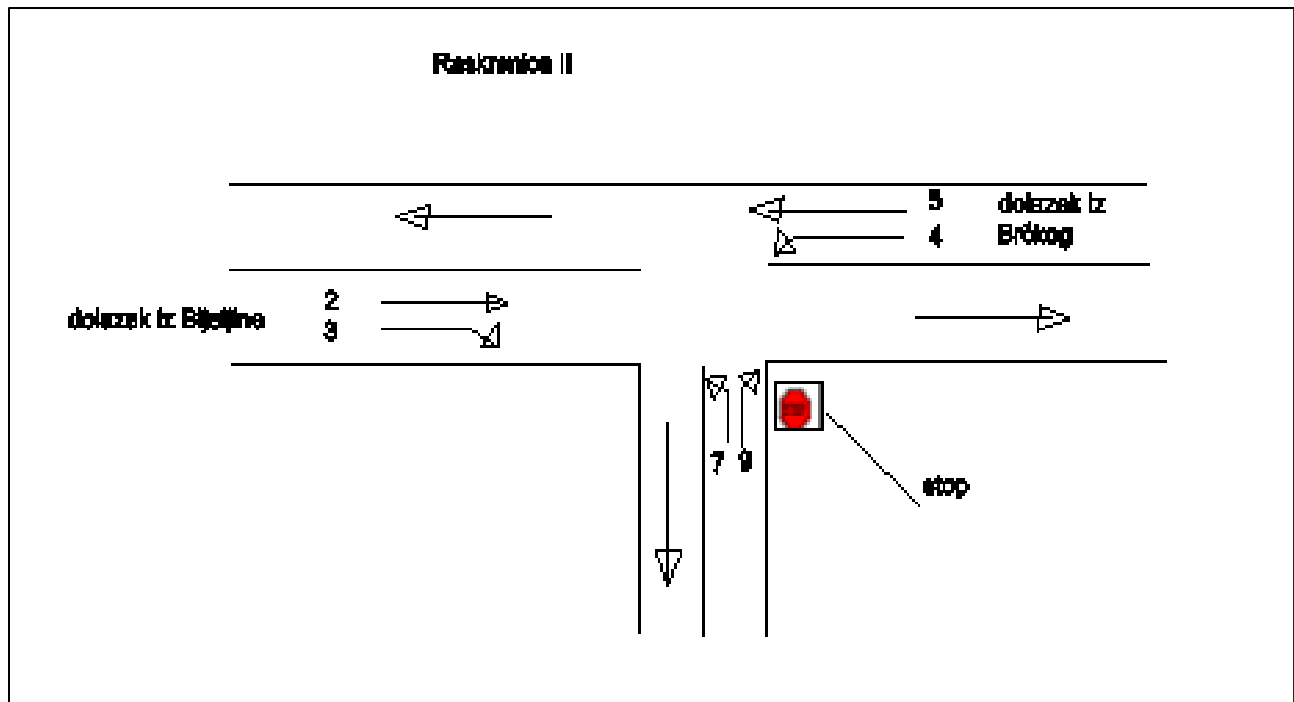 Raskrsnica II
5 dolazak iz
4 Brčkog
2
dolazak iz Bijeljine
3
7 9
stop